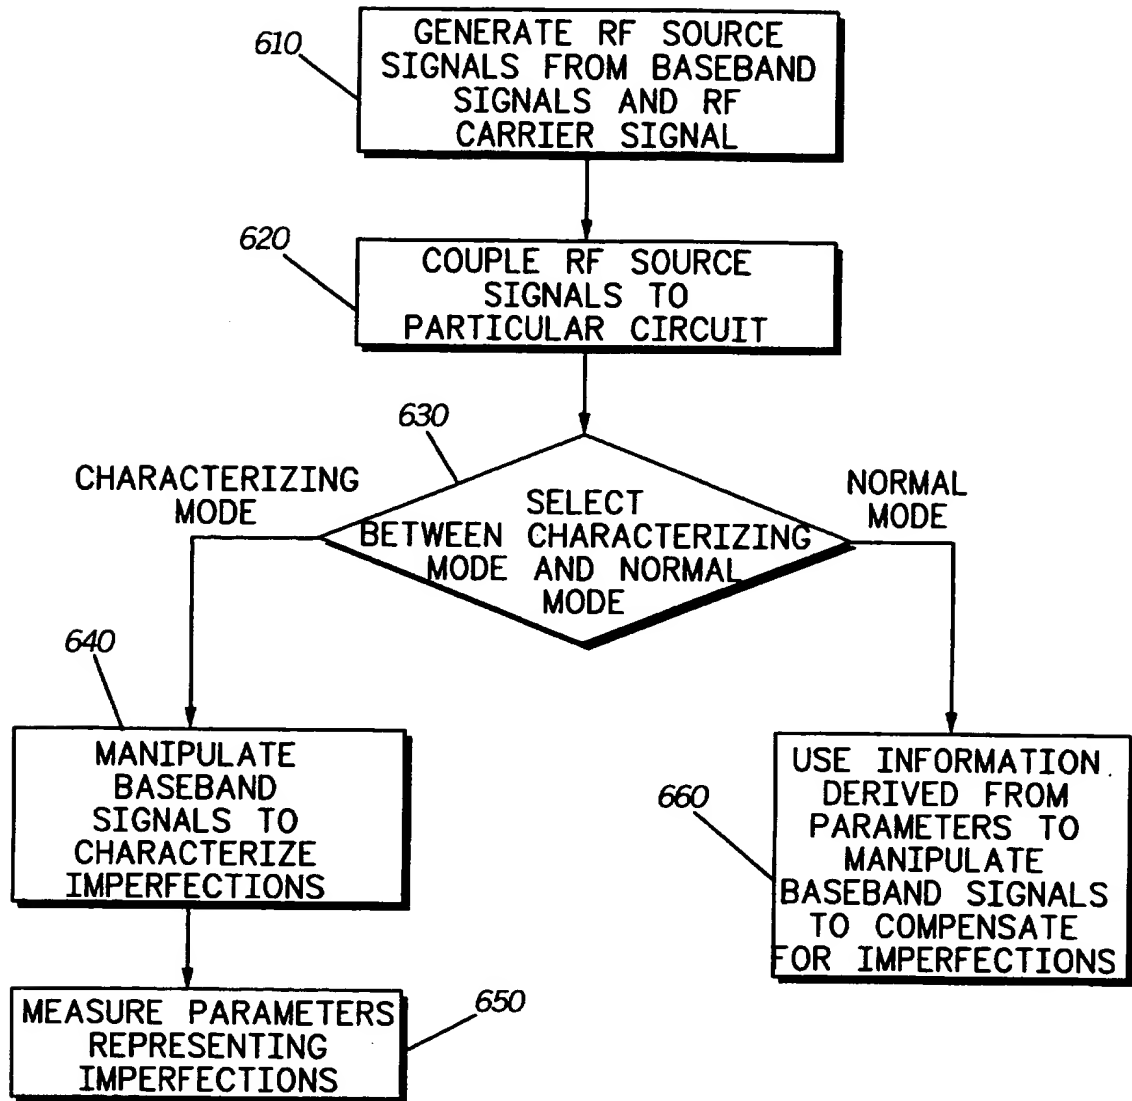 610
GENERATE RF SOURCE
SIGNALS FROM BASEBAND
SIGNALS AND RF
CARRIER SIGNAL
620
COUPLE RF SOURCE
SIGNALS TO
PARTICULAR CIRCUIT
630
CHARACTERIZING
MODE
SELECT
BETWEEN CHARACTERIZING
MODE AND NORMAL
MODE
NORMAL
MODE
640
MANIPULATE
BASEBAND
SIGNALS TO
CHARACTERIZE
IMPERFECTIONS
660
USE INFORMATION
DERIVED FROM
PARAMETERS TO
MANIPULATE
BASEBAND SIGNALS
TO COMPENSATE
FOR IMPERFECTIONS
MEASURE PARAMETERS
REPRESENTING
IMPERFECTIONS
650